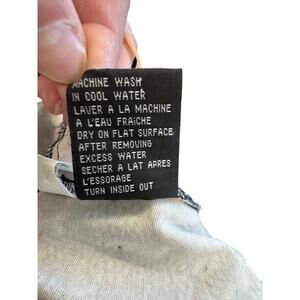 MACHINE WASH
IN COOL WATER
LAVER A LA MACHINE
A L'EAU FRAICHE
DRY ON FLAT SURFACE
AFTER REMOVING
EXCESS WATER
SECHER A LAT APRES
L'ESSORAGE
TURN INSIDE OUT